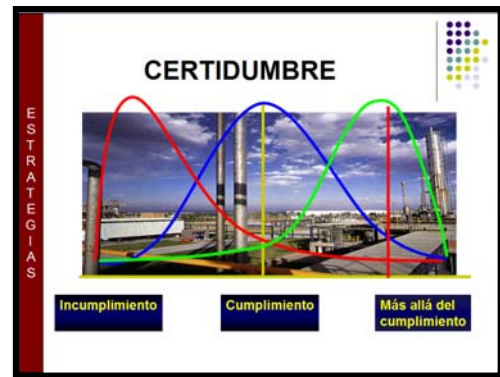 CERTIDUMBRE
ESTRATEGIAS
Incumplimiento
Cumplimiento
Más allá del
cumplimiento